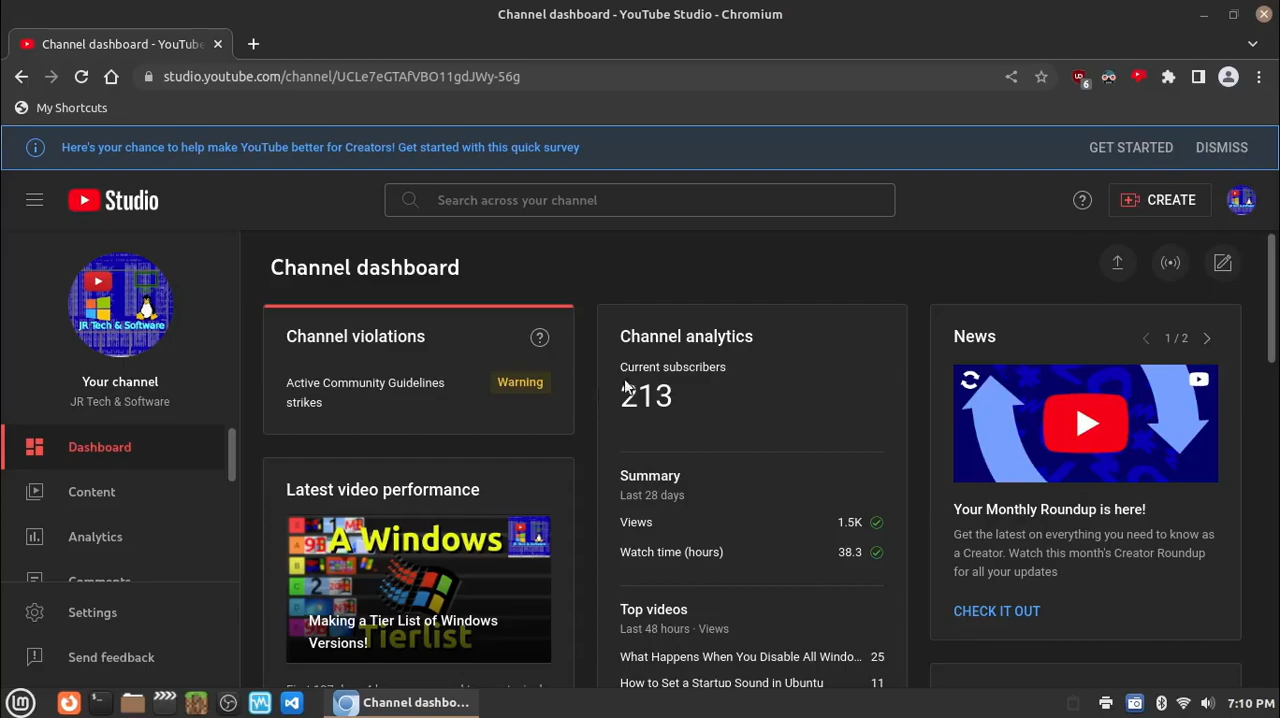 Channel dashboard - YouTube Studio - Chromium
Channel dashboard - YouTube
studio.youtube.com/channel/UCLe7eGTAfVBO11gdJWy-56g
6
My Shortcuts
Here's your chance to help make YouTube better for Creators! Get started with this quick survey
GET STARTED
DISMISS
Studio
Search across your channel
CREATE
JR Tech & Software
Your channel
JR Tech & Software
Dashboard
Content
Analytics
Comments
Settings
Send feedback
Channel dashboard
Channel violations
Active Community Guidelines
strikes
Warning
Latest video performance
A Windows
Tierlist
Making a Tier List of Windows
Versions!
Channel analytics
Current subscribers
213
Summary
Last 28 days
Views 1.5K
Watch time (hours) 38.3
Top videos
Last 48 hours · Views
What Happens When You Disable All Windo... 25
How to Set a Startup Sound in Ubuntu 11
News
1 / 2
Your Monthly Roundup is here!
Get the latest on everything you need to know as
a Creator. Watch this month's Creator Roundup
for all your updates
CHECK IT OUT
Channel dashbo...
7:10 PM